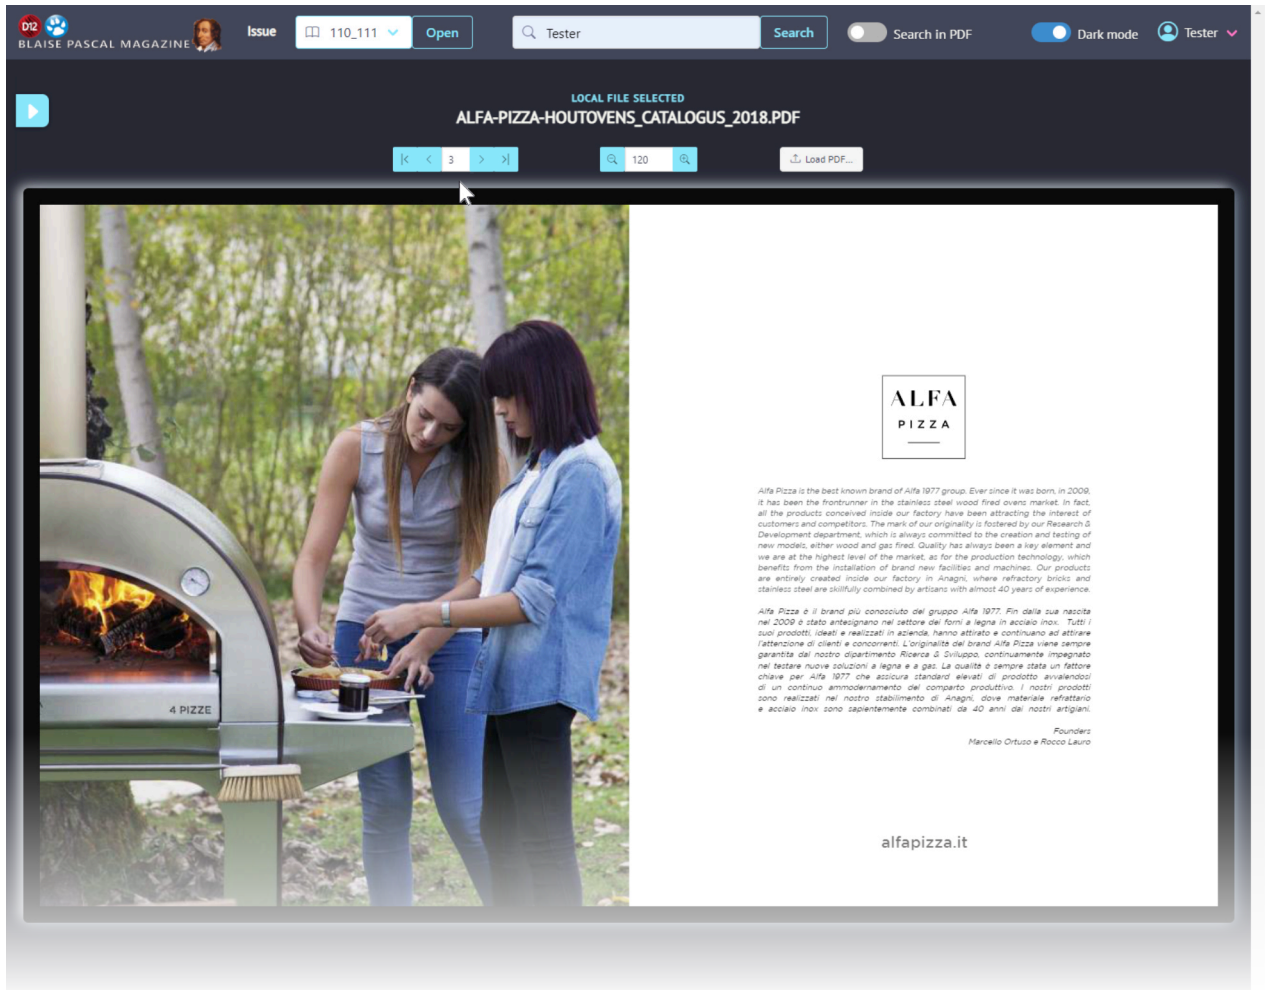 D12
BLAISE PASCAL MAGAZINE
Issue
110_111
Open
Tester
Search
Search in PDF
Dark mode
Tester
LOCAL FILE SELECTED
ALFA-PIZZA-HOUTOVENS_CATALOGUS_2018.PDF
3
120
Load PDF...
4 PIZZE
ALFA
PIZZA
Alfa Pizza is the best known brand of Alfa 1977 group. Ever since it was born, in 2009,
it has been the frontrunner in the stainless steel wood fired ovens market. In fact,
all the products conceived inside our factory have been attracting the interest of
customers and competitors. The mark of our originality is fostered by our Research &
Development department, which is always committed to the creation and testing of
new models, either wood and gas fired. Quality has always been a key element and
we are at the highest level of the market, as for the production technology, which
benefits from the installation of brand new facilities and machines. Our products
are entirely created inside our factory in Anagni, where refractory bricks and
stainless steel are skillfully combined by artisans with almost 40 years of experience.
Alfa Pizza è il brand più conosciuto del gruppo Alfa 1977. Fin dalla sua nascita
nel 2009 è stato antesignano nel settore dei forni a legna in acciaio inox. Tutti i
suoi prodotti, ideati e realizzati in azienda, hanno attirato e continuano ad attirare
l'attenzione di clienti e concorrenti. L'originalità del brand Alfa Pizza viene sempre
garantita dal nostro dipartimento Ricerca & Sviluppo, continuamente impegnato
nel testare nuove soluzioni a legna e a gas. La qualità è sempre stata un fattore
chiave per Alfa 1977 che assicura standard elevati di prodotto avvalendosi
di un continuo ammodernamento del comparto produttivo. I nostri prodotti
sono realizzati nel nostro stabilimento di Anagni, dove materiale refrattario
e acciaio inox sono sapientemente combinati da 40 anni dai nostri artigiani.
Founders
Marcello Ortuso e Rocco Lauro
alfapizza.it